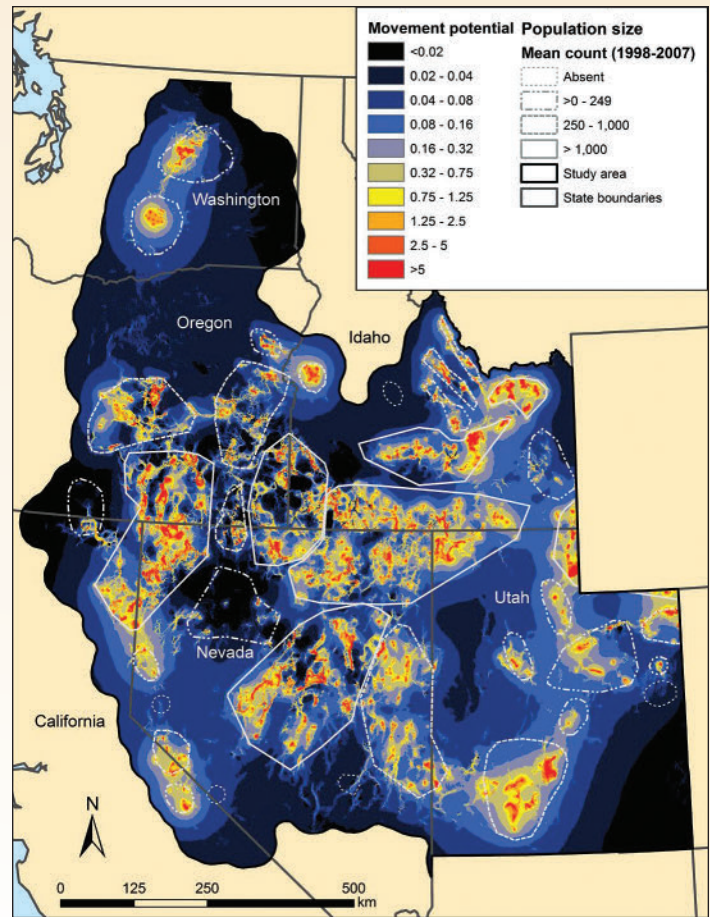 Movement potential
<0.02
0.02 - 0.04
0.04 - 0.08
0.08 - 0.16
0.16 - 0.32
0.32 - 0.75
0.75 - 1.25
1.25 - 2.5
2.5 - 5
>5
Population size
Mean count (1998-2007)
Absent
>0 - 249
250 - 1,000
> 1,000
Study area
State boundaries
Washington
Oregon
Idaho
Utah
Nevada
California
N
0 125 250 500
km